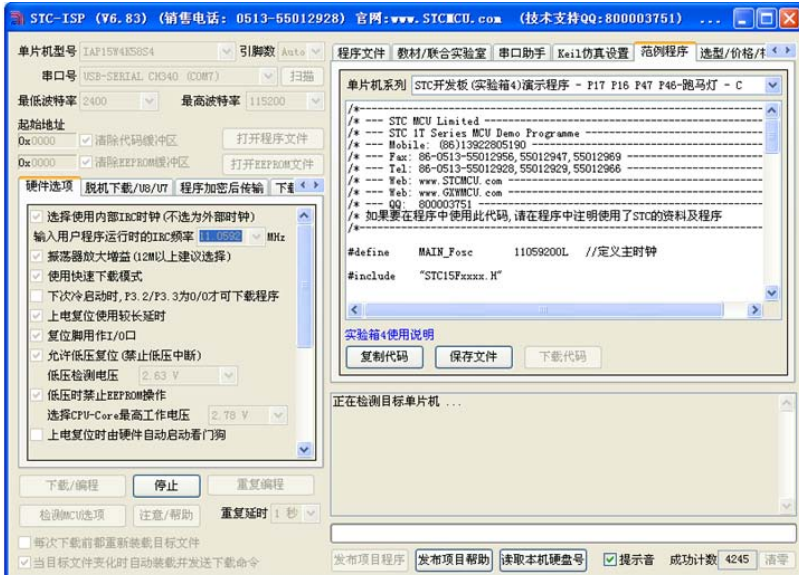 STC-ISP (V6.83) (销售电话: 0513-55012928) 官网:www.STCMCU.com (技术支持QQ:800003751) ...
单片机型号 IAP15W4K58S4 引脚数 Auto
串口号 USB-SERIAL CH340 (COM7) 扫描
最低波特率 2400 最高波特率 115200
起始地址
0x0000 清除代码缓冲区 打开程序文件
0x0000 清除EEPROM缓冲区 打开EEPROM文件
硬件选项 脱机下载/U8/U7 程序加密后传输 下载
选择使用内部IRC时钟(不选为外部时钟)
输入用户程序运行时的IRC频率 11.0592 MHz
振荡器放大增益(12M以上建议选择)
使用快速下载模式
下次冷启动时,P3.2/P3.3为0/0才可下载程序
上电复位使用较长延时
复位脚用作I/O口
允许低压复位(禁止低压中断)
低压检测电压 2.63 V
低压时禁止EEPROM操作
选择CPU-Core最高工作电压 2.78 V
上电复位时由硬件自动启动看门狗
下载/编程 停止 重复编程
检测MCU选项 注意/帮助 重复延时 1 秒
每次下载前都重新装载目标文件
当目标文件变化时自动装载并发送下载命令
程序文件 教材/联合实验室 串口助手 Keil仿真设置 范例程序 选型/价格/
单片机系列 STC开发板(实验箱4)演示程序 - P17 P16 P47 P46-跑马灯 - C
/*---------------------------------------------------------------
/* --- STC MCU Limited ------------------------------------------
/* --- STC 1T Series MCU Demo Programme -------------------------
/* --- Mobile: (86)13922805190 ----------------------------------
/* --- Fax: 86-0513-55012956,55012947,55012969 ------------------
/* --- Tel: 86-0513-55012928,55012929,55012966 ------------------
/* --- Web: www.STCMCU.com --------------------------------------
/* --- Web: www.GXWMCU.com --------------------------------------
/* --- QQ: 800003751 --------------------------------------------
/* 如果要在程序中使用此代码,请在程序中注明使用了STC的资料及程序
/*---------------------------------------------------------------
#define MAIN_Fosc 11059200L //定义主时钟
#include "STC15Fxxxx.H"
实验箱4使用说明
复制代码 保存文件 下载代码
正在检测目标单片机 ...
发布项目程序 发布项目帮助 读取本机硬盘号 提示音 成功计数 4245 清零